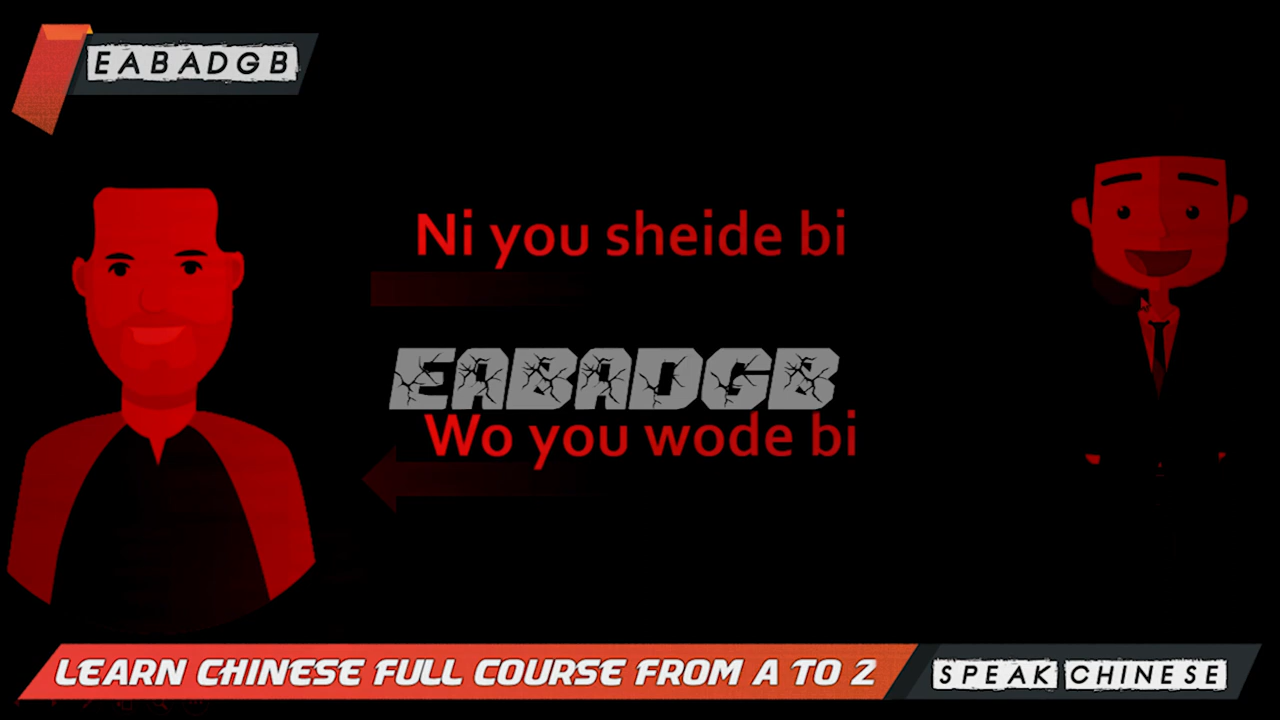 EABADGB
Ni you sheide bi
EABADGB
Wo you wode bi
LEARN CHINESE FULL COURSE FROM A TO Z
SPEAK CHINESE